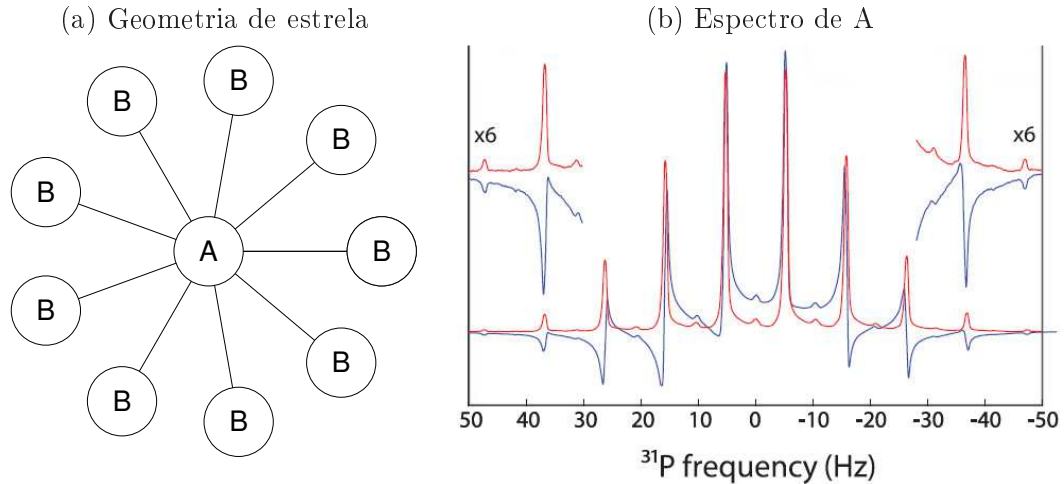 (a) Geometria de estrela
B
B
B
B
A
B
B
B
B
B
(b) Espectro de A
x6
x6
50 40 30 20 10 0 -10 -20 -30 -40 -50
³¹P frequency (Hz)